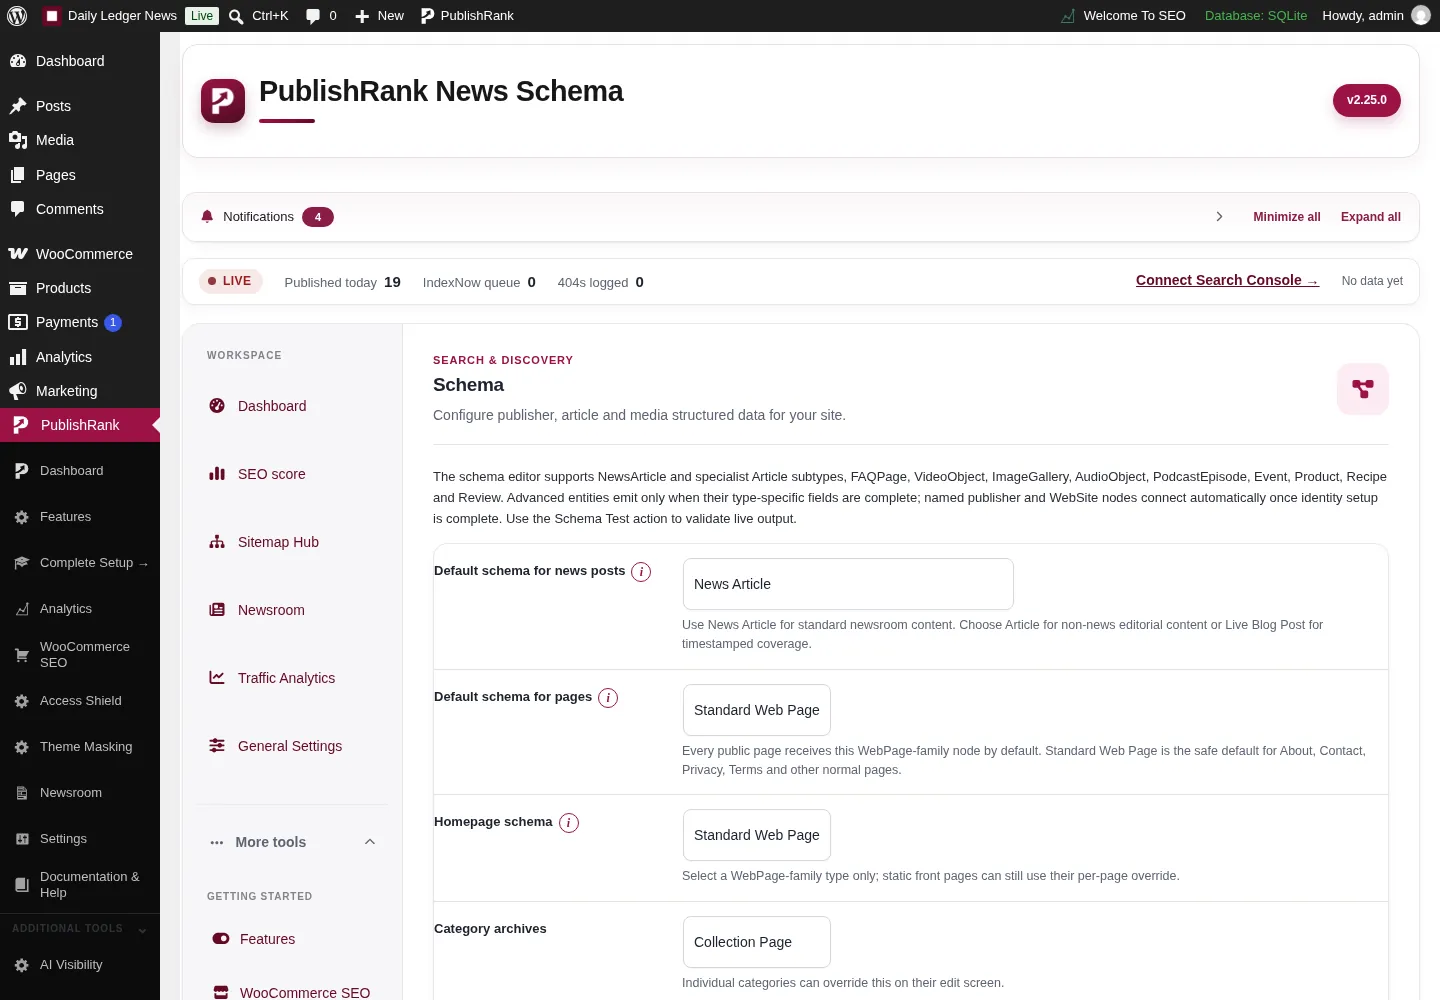 Daily Ledger News Live Ctrl+K 0 New PublishRank Welcome To SEO Database: SQLite Howdy, admin
Dashboard
Posts
Media
Pages
Comments
WooCommerce
Products
Payments 1
Analytics
Marketing
PublishRank
Dashboard
Features
Complete Setup →
Analytics
WooCommerce
SEO
Access Shield
Theme Masking
Newsroom
Settings
Documentation &
Help
ADDITIONAL TOOLS
AI Visibility
PublishRank News Schema
v2.25.0
Notifications 4 Minimize all Expand all
LIVE Published today 19 IndexNow queue 0 404s logged 0 Connect Search Console → No data yet
WORKSPACE
Dashboard
SEO score
Sitemap Hub
Newsroom
Traffic Analytics
General Settings
More tools
GETTING STARTED
Features
WooCommerce SEO
SEARCH & DISCOVERY
Schema
Configure publisher, article and media structured data for your site.
The schema editor supports NewsArticle and specialist Article subtypes, FAQPage, VideoObject, ImageGallery, AudioObject, PodcastEpisode, Event, Product, Recipe
and Review. Advanced entities emit only when their type-specific fields are complete; named publisher and WebSite nodes connect automatically once identity setup
is complete. Use the Schema Test action to validate live output.
Default schema for news posts i
News Article
Use News Article for standard newsroom content. Choose Article for non-news editorial content or Live Blog Post for
timestamped coverage.
Default schema for pages i
Standard Web Page
Every public page receives this WebPage-family node by default. Standard Web Page is the safe default for About, Contact,
Privacy, Terms and other normal pages.
Homepage schema i
Standard Web Page
Select a WebPage-family type only; static front pages can still use their per-page override.
Category archives
Collection Page
Individual categories can override this on their edit screen.